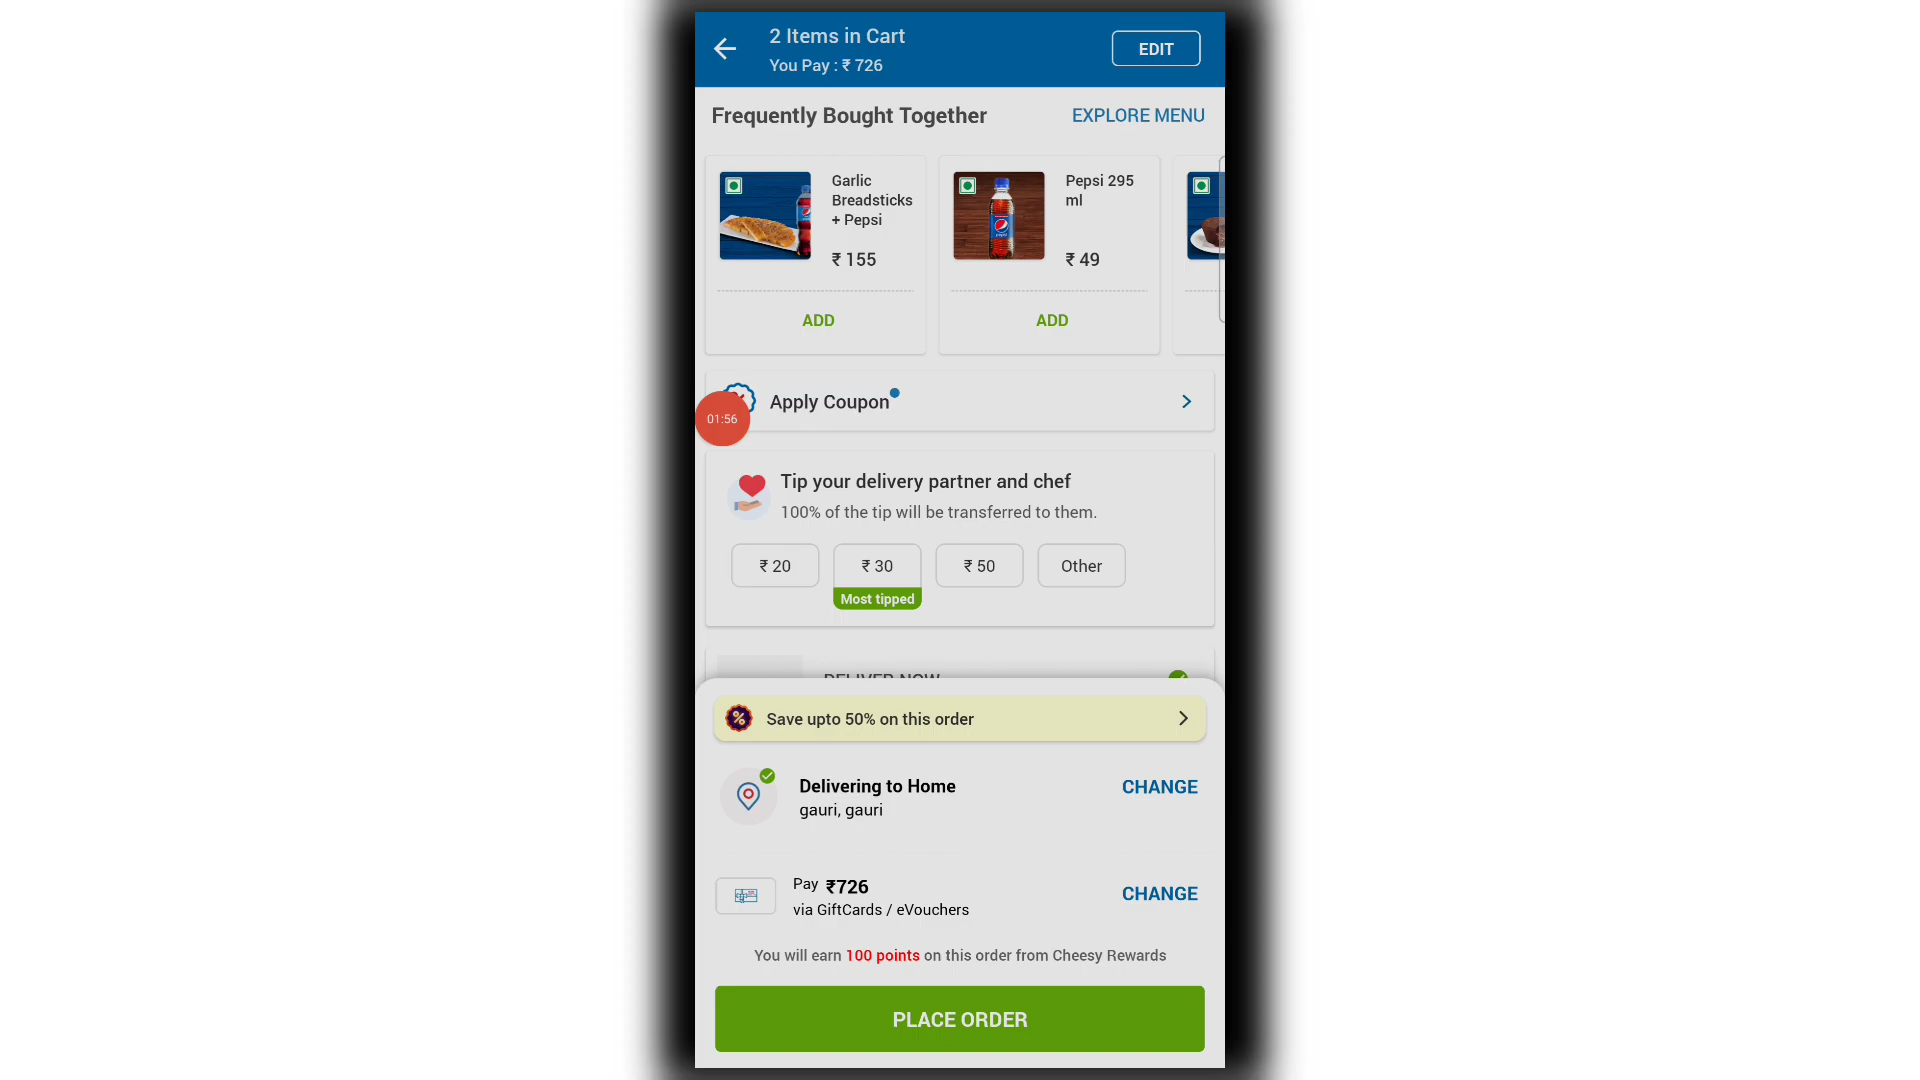 2 Items in Cart
You Pay : ₹ 726
EDIT
Frequently Bought Together
EXPLORE MENU
Garlic
Breadsticks
+ Pepsi
₹ 155
ADD
Pepsi 295
ml
₹ 49
ADD
Apply Coupon
01:56
Tip your delivery partner and chef
100% of the tip will be transferred to them.
₹ 20
₹ 30
₹ 50
Other
Most tipped
DELIVER NOW
Save upto 50% on this order
Delivering to Home
CHANGE
gauri, gauri
Pay ₹726
CHANGE
via GiftCards / eVouchers
You will earn 100 points on this order from Cheesy Rewards
PLACE ORDER